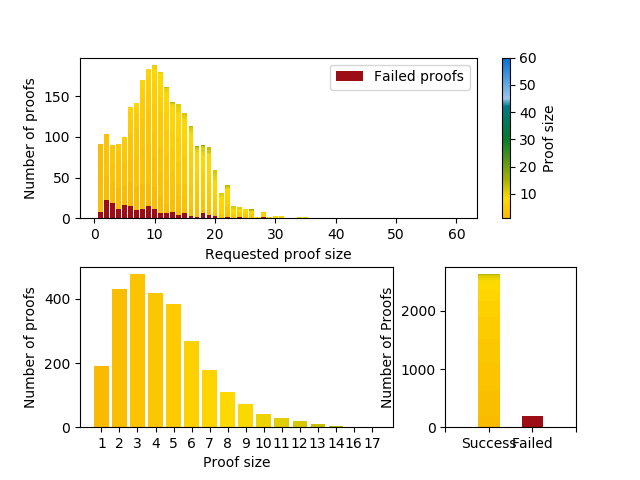 Number of proofs
150
100
50
0
Failed proofs
0 10 20 30 40 50 60
Requested proof size
60
50
40
30
20
10
Proof size
Number of proofs
400
200
0
1 2 3 4 5 6 7 8 9 10 11 12 13 14 16 17
Proof size
Number of Proofs
2000
1000
0
Success Failed